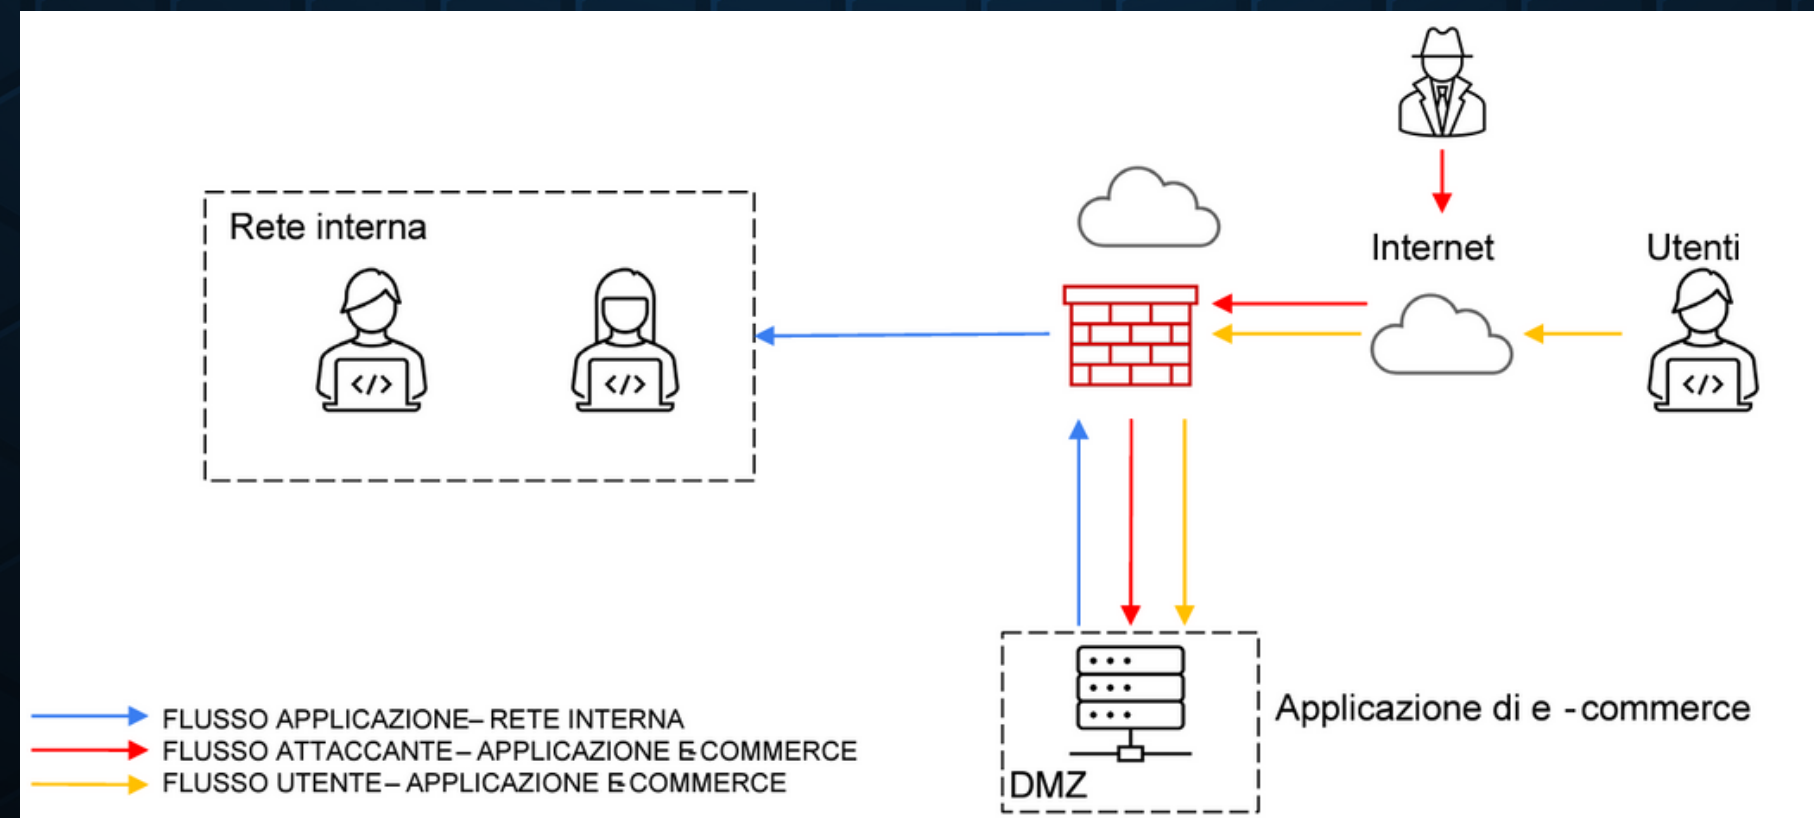 Rete interna
Internet
Utenti
</>
</>
</>
Applicazione di e -commerce
DMZ
FLUSSO APPLICAZIONE– RETE INTERNA
FLUSSO ATTACCANTE– APPLICAZIONE E-COMMERCE
FLUSSO UTENTE– APPLICAZIONE E-COMMERCE